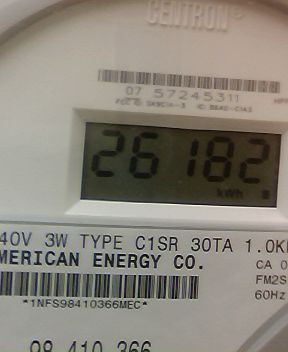 CENTRON®
07 57245311
26182
kWh
40V 3W TYPE C1SR 30TA 1.0K
MERICAN ENERGY CO.
CA 0
FM2S
*1NFS98410366MEC*
60Hz
98 410 366